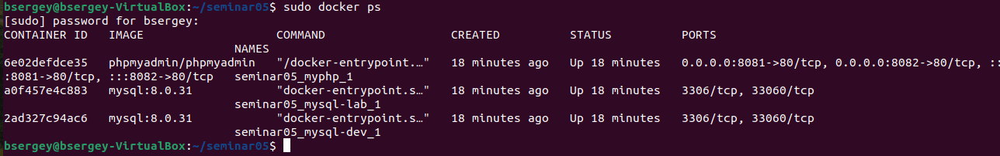 bsergey@bsergey-VirtualBox:~/seminar05$ sudo docker ps
[sudo] password for bsergey:
CONTAINER ID   IMAGE                   COMMAND                  CREATED          STATUS          PORTS
                                 NAMES
6e02defdce35   phpmyadmin/phpmyadmin   "/docker-entrypoint.…"   18 minutes ago   Up 18 minutes   0.0.0.0:8081->80/tcp, 0.0.0.0:8082->80/tcp, ::
:8081->80/tcp, :::8082->80/tcp   seminar05_myphp_1
a0f457e4c883   mysql:8.0.31            "docker-entrypoint.s…"   18 minutes ago   Up 18 minutes   3306/tcp, 33060/tcp
                                 seminar05_mysql-lab_1
2ad327c94ac6   mysql:8.0.31            "docker-entrypoint.s…"   18 minutes ago   Up 18 minutes   3306/tcp, 33060/tcp
                                 seminar05_mysql-dev_1
bsergey@bsergey-VirtualBox:~/seminar05$